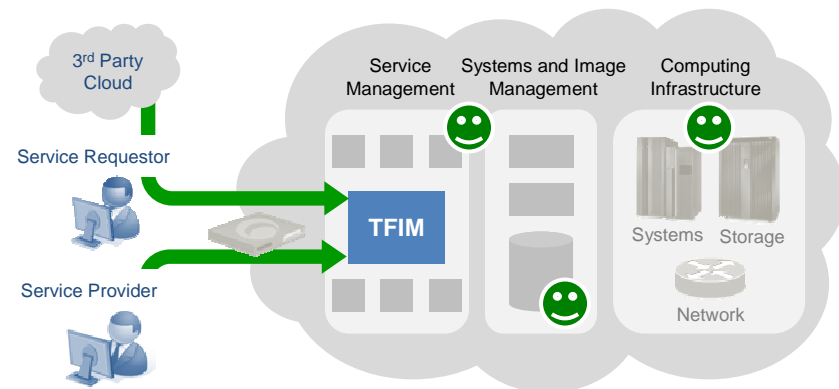 3rd Party
Cloud
Service Requestor
Service Provider
Service
Management
Systems and Image
Management
Computing
Infrastructure
TFIM
Systems
Storage
Network